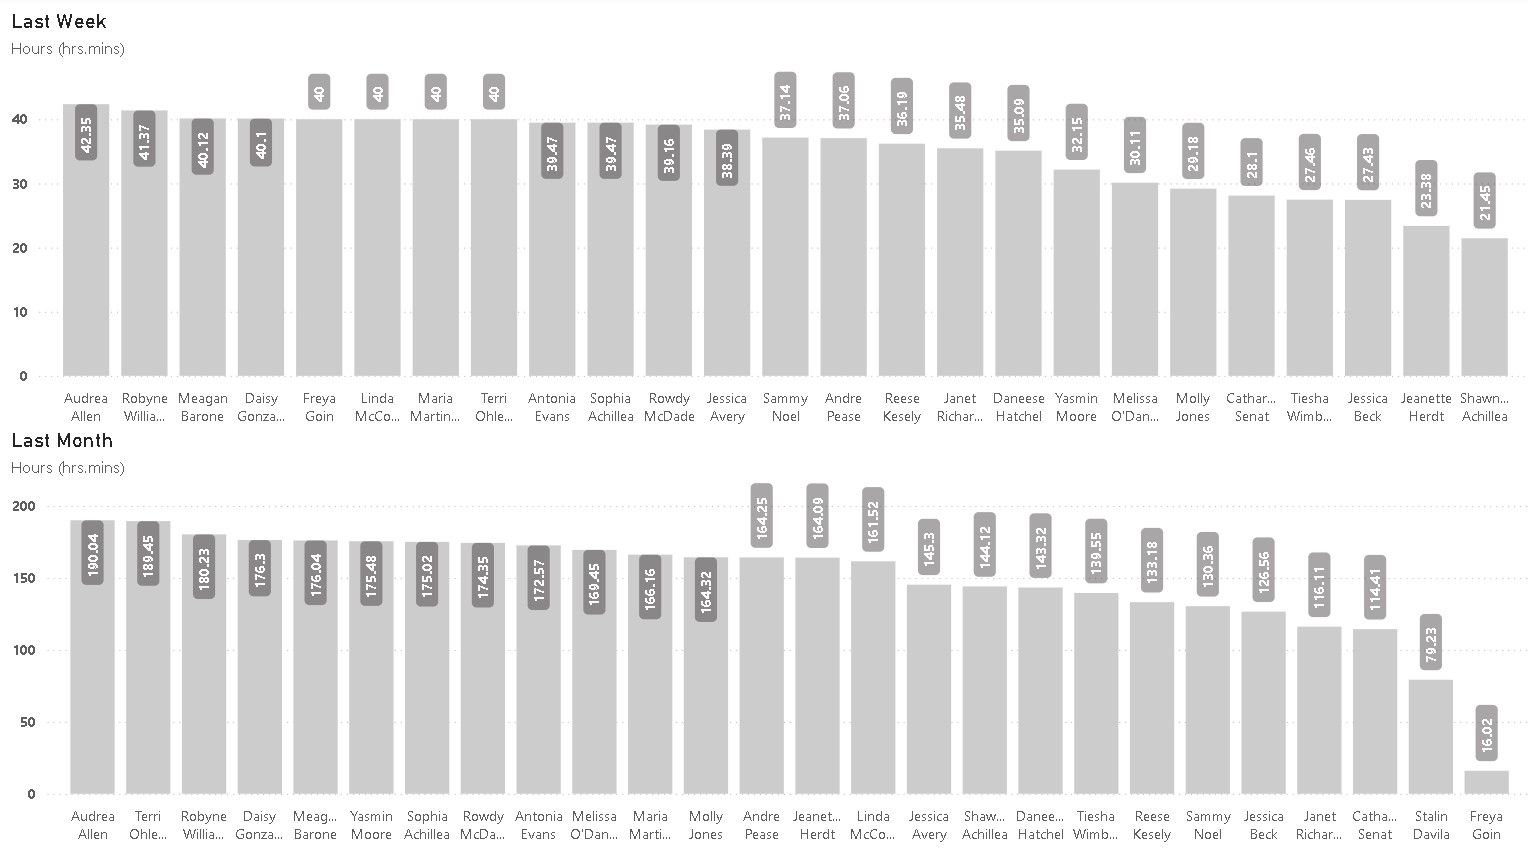 Last Week
Hours (hrs.mins)
40
30
20
10
0
42.35
41.37
40.12
40.1
40
40
40
40
39.47
39.47
39.16
38.39
37.14
37.06
36.19
35.48
35.09
32.15
30.11
29.18
28.1
27.46
27.43
23.38
21.45
Audrea
Allen
Robyne
Willia...
Meagan
Barone
Daisy
Gonza...
Freya
Goin
Linda
McCo...
Maria
Martin...
Terri
Ohle...
Antonia
Evans
Sophia
Achillea
Rowdy
McDade
Jessica
Avery
Sammy
Noel
Andre
Pease
Reese
Kesely
Janet
Richar...
Daneese
Hatchel
Yasmin
Moore
Melissa
O'Dan...
Molly
Jones
Cathar...
Senat
Tiesha
Wimb...
Jessica
Beck
Jeanette
Herdt
Shawn...
Achillea
Last Month
Hours (hrs.mins)
200
150
100
50
0
190.04
189.45
180.23
176.3
176.04
175.48
175.02
174.35
172.57
169.45
166.16
164.32
164.25
164.09
161.52
145.3
144.12
143.32
139.55
133.18
130.36
126.56
116.11
114.41
79.23
16.02
Audrea
Allen
Terri
Ohle...
Robyne
Willia...
Daisy
Gonza...
Meag...
Barone
Yasmin
Moore
Sophia
Achillea
Rowdy
McDa...
Antonia
Evans
Melissa
O'Dan...
Maria
Marti...
Molly
Jones
Andre
Pease
Jeanet...
Herdt
Linda
McCo...
Jessica
Avery
Shaw...
Achillea
Danee...
Hatchel
Tiesha
Wimb...
Reese
Kesely
Sammy
Noel
Jessica
Beck
Janet
Richar...
Catha...
Senat
Stalin
Davila
Freya
Goin